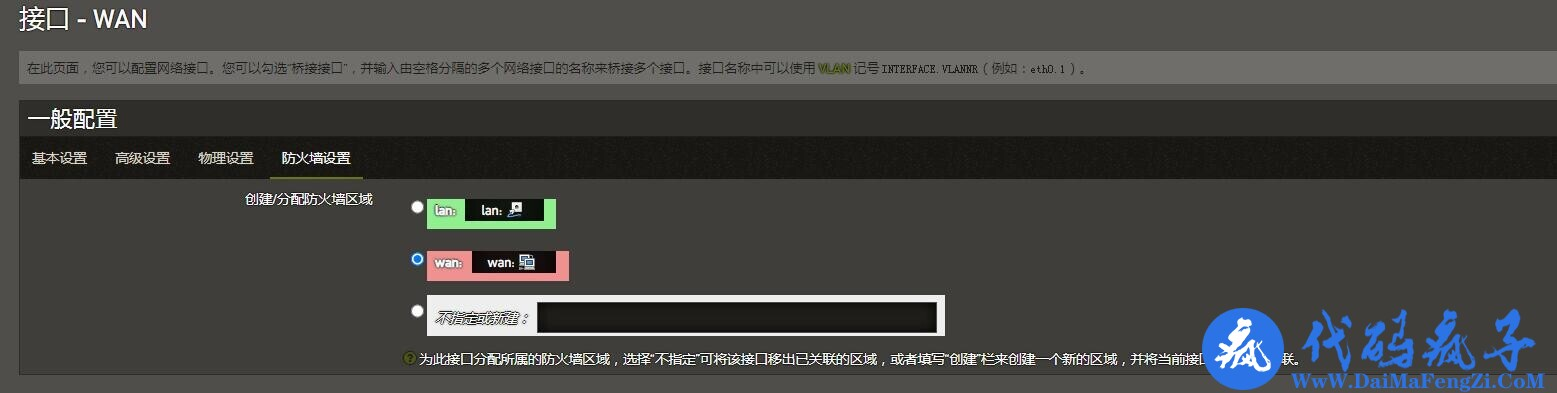 接口 - WAN
在此页面，您可以配置网络接口。您可以勾选“桥接接口”，并输入由空格分隔的多个网络接口的名称来桥接多个接口。接口名称中可以使用 VLAN 记号 INTERFACE.VLANNR（例如：eth0.1）。
一般配置
基本设置 高级设置 物理设置 防火墙设置
创建/分配防火墙区域
lan: lan:
wan: wan:
不指定或新建：
为此接口分配所属的防火墙区域，选择“不指定”可将该接口移出已关联的区域，或者填写“创建”栏来创建一个新的区域，并将当前接 联。
疯 代码疯子
WwW.DaiMaFengZi.CoM